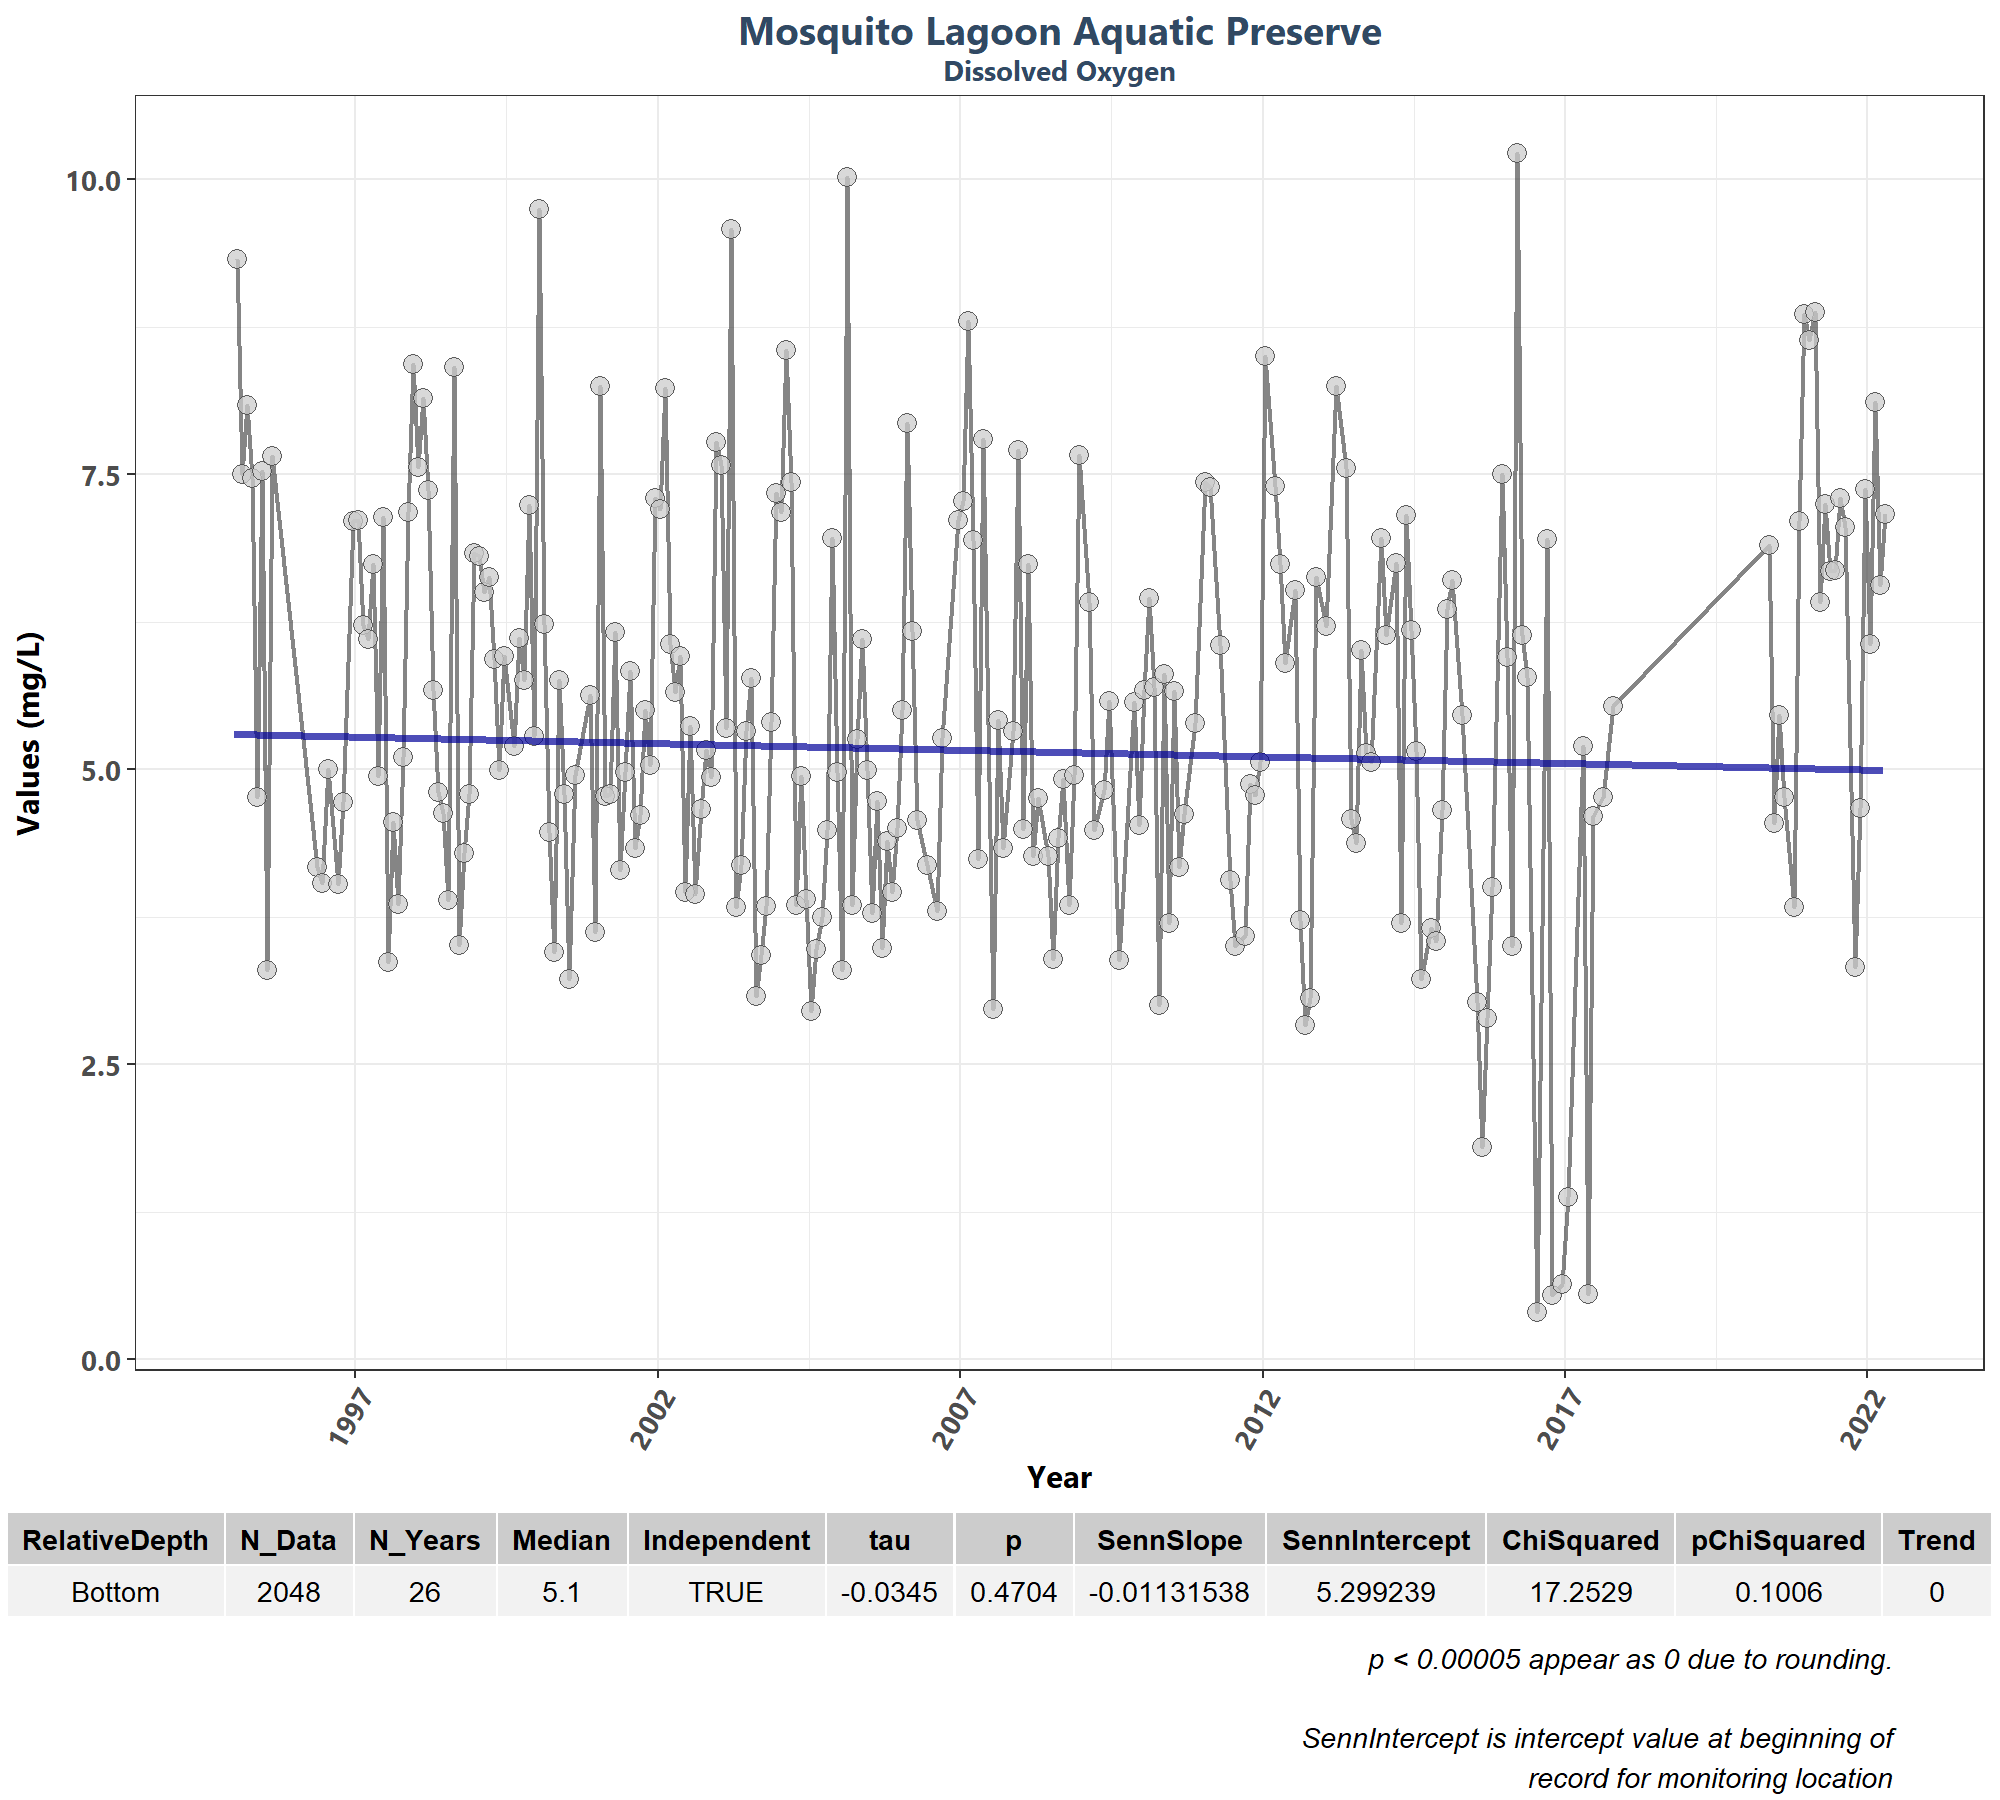 Mosquito Lagoon Aquatic Preserve
Dissolved Oxygen
Values (mg/L)
10.0
7.5
5.0
2.5
0.0
1997
2002
2007
2012
2017
2022
Year
RelativeDepth N_Data N_Years Median Independent tau p SennSlope SennIntercept ChiSquared pChiSquared Trend
Bottom 2048 26 5.1 TRUE -0.0345 0.4704 -0.01131538 5.299239 17.2529 0.1006 0
p < 0.00005 appear as 0 due to rounding.
SennIntercept is intercept value at beginning of
record for monitoring location